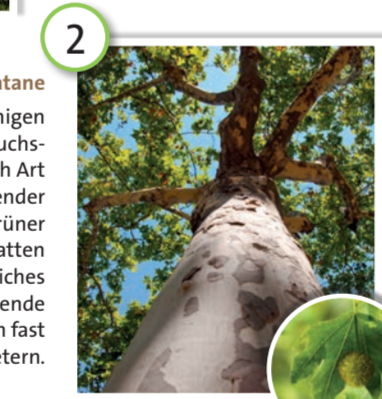 2
tane
nigen
uchs-
h Art
ender
rüner
atten
iches
ende
n fast
etern.